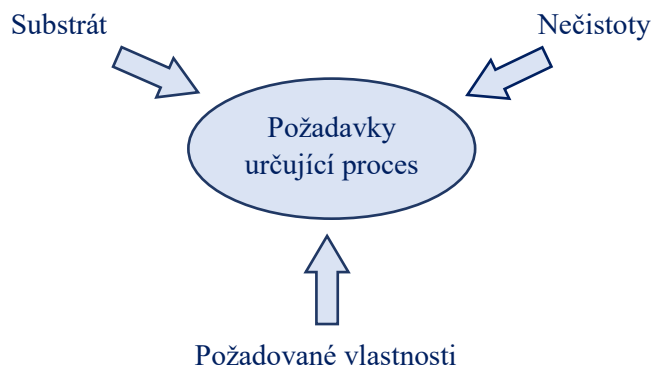 Substrát
Nečistoty
Požadavky
určující proces
Požadované vlastnosti